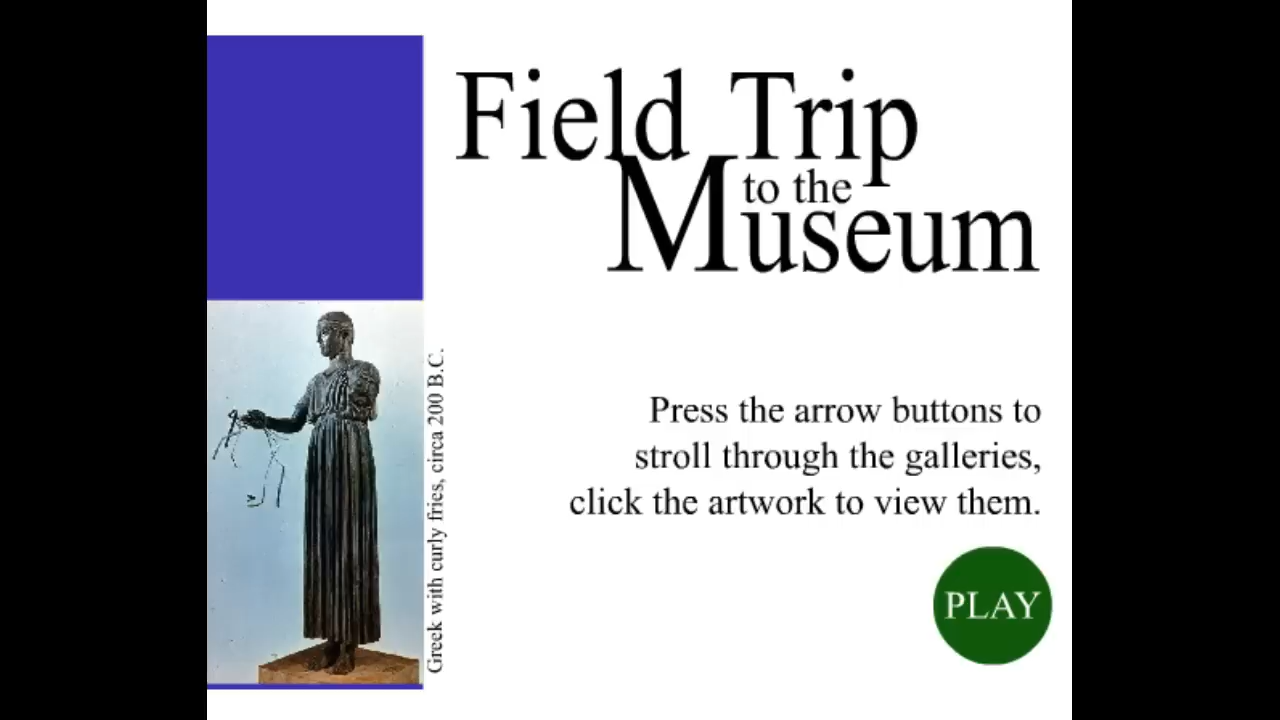 Field Trip
to the
Museum
Greek with curly fries, circa 200 B.C.
Press the arrow buttons to
stroll through the galleries,
click the artwork to view them.
PLAY